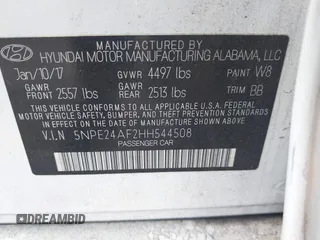 MANUFACTURED BY
HYUNDAI MOTOR MANUFACTURING ALABAMA, LLC
Jan/10/17 GVWR 4497 lbs PAINT W8
GAWR FRONT 2557 lbs GAWR REAR 2513 lbs TRIM BB
THIS VEHICLE CONFORMS TO ALL APPLICABLE
U.S. FEDERAL MOTOR VEHICLE
SAFETY, BUMPER, AND THEFT PREVENTION STANDARDS
IN EFFECT ON THE DATE OF MANUFACTURE SHOWN ABOVE.
V.I.N 5NPE24AF2HH544508
PASSENGER CAR
DREAMBID